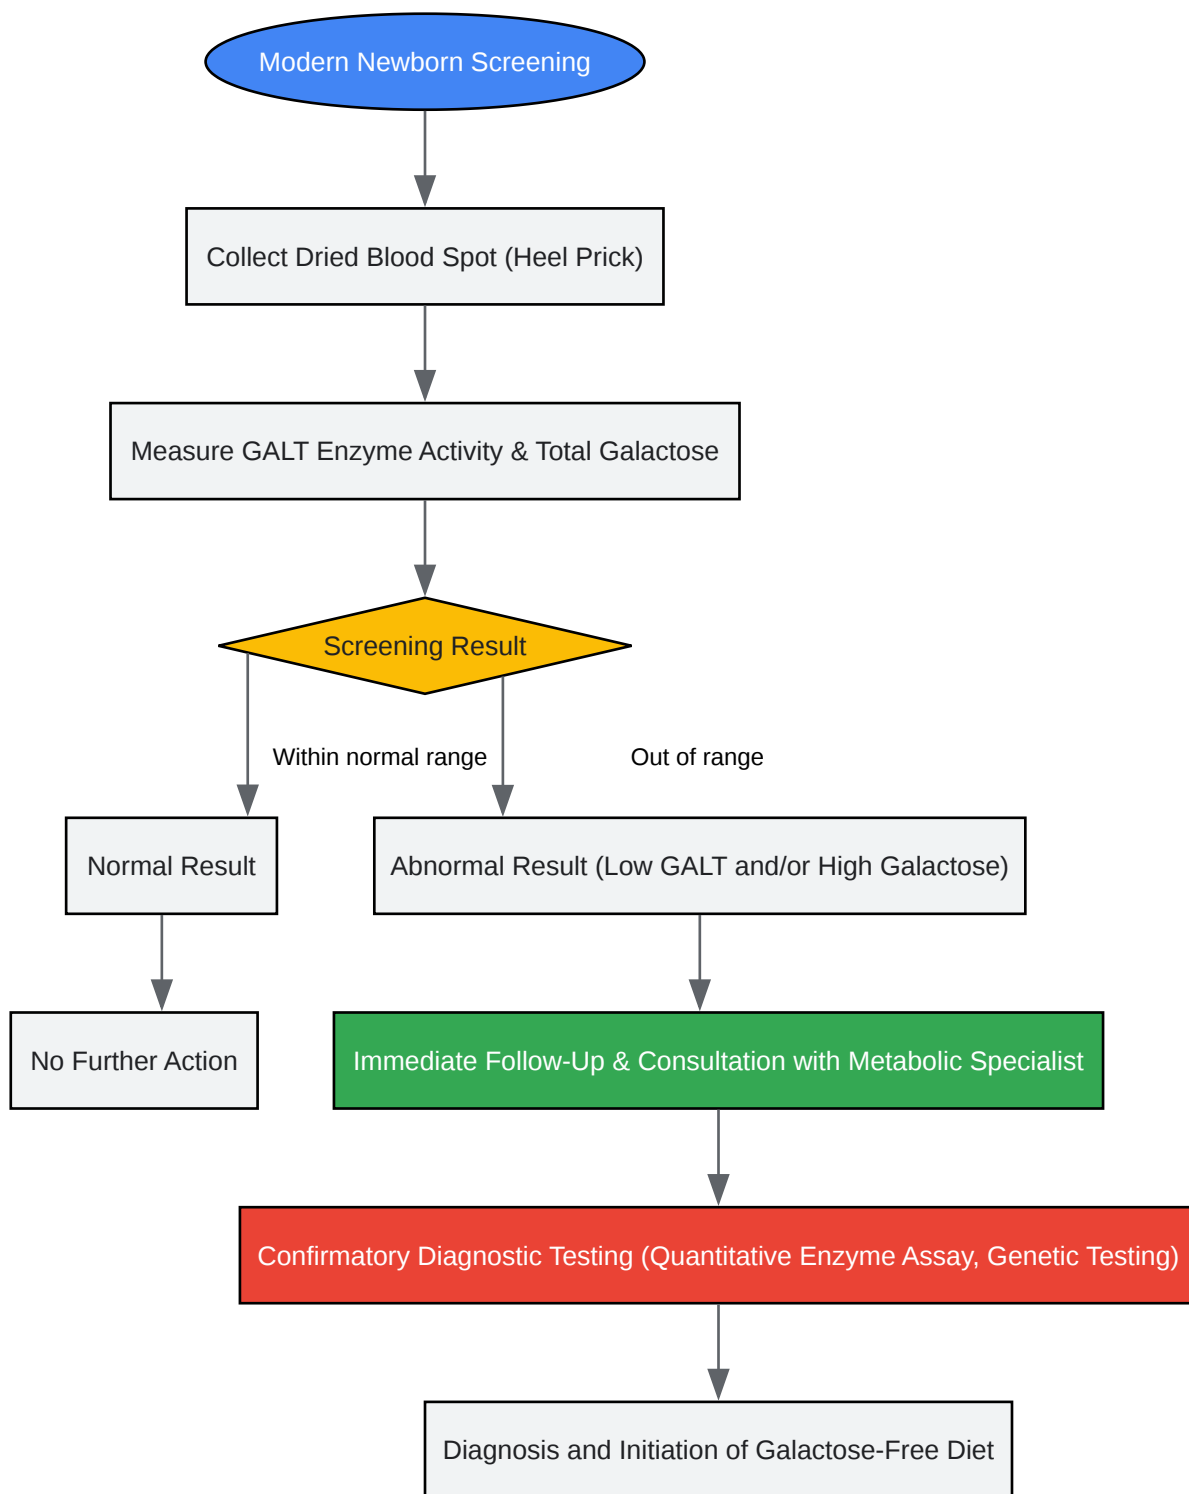 Modern Newborn Screening
Collect Dried Blood Spot (Heel Prick)
Measure GALT Enzyme Activity & Total Galactose
Screening Result
Within normal range
Out of range
Normal Result
Abnormal Result (Low GALT and/or High Galactose)
No Further Action
Immediate Follow-Up & Consultation with Metabolic Specialist
Confirmatory Diagnostic Testing (Quantitative Enzyme Assay, Genetic Testing)
Diagnosis and Initiation of Galactose-Free Diet